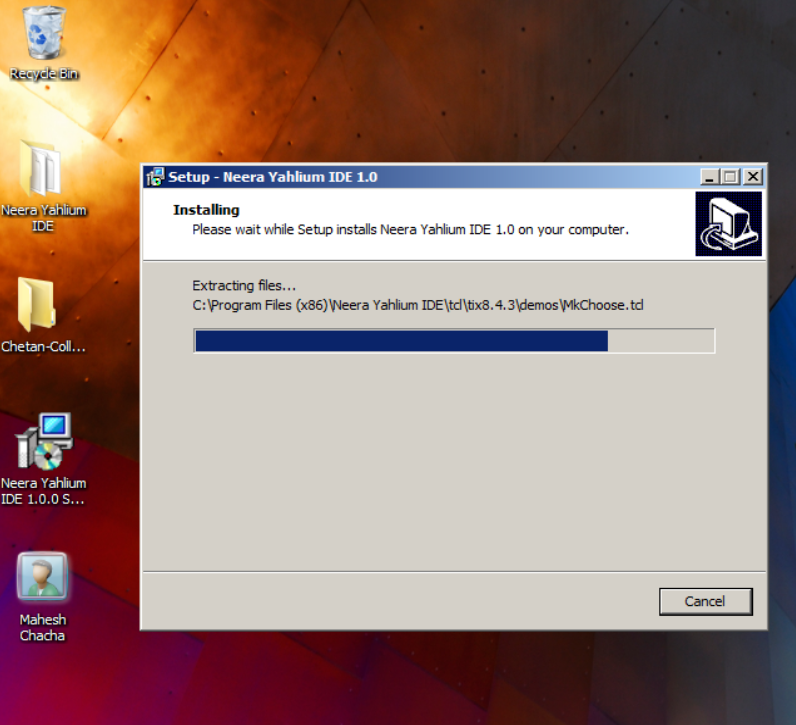 Recycle Bin
Neera Yahlium
IDE
Chetan-Coll...
Neera Yahlium
IDE 1.0.0 S...
Mahesh
Chacha
Setup - Neera Yahlium IDE 1.0
Installing
Please wait while Setup installs Neera Yahlium IDE 1.0 on your computer.
Extracting files...
C:\Program Files (x86)\Neera Yahlium IDE\tcl\tix8.4.3\demos\MkChoose.tcl
Cancel